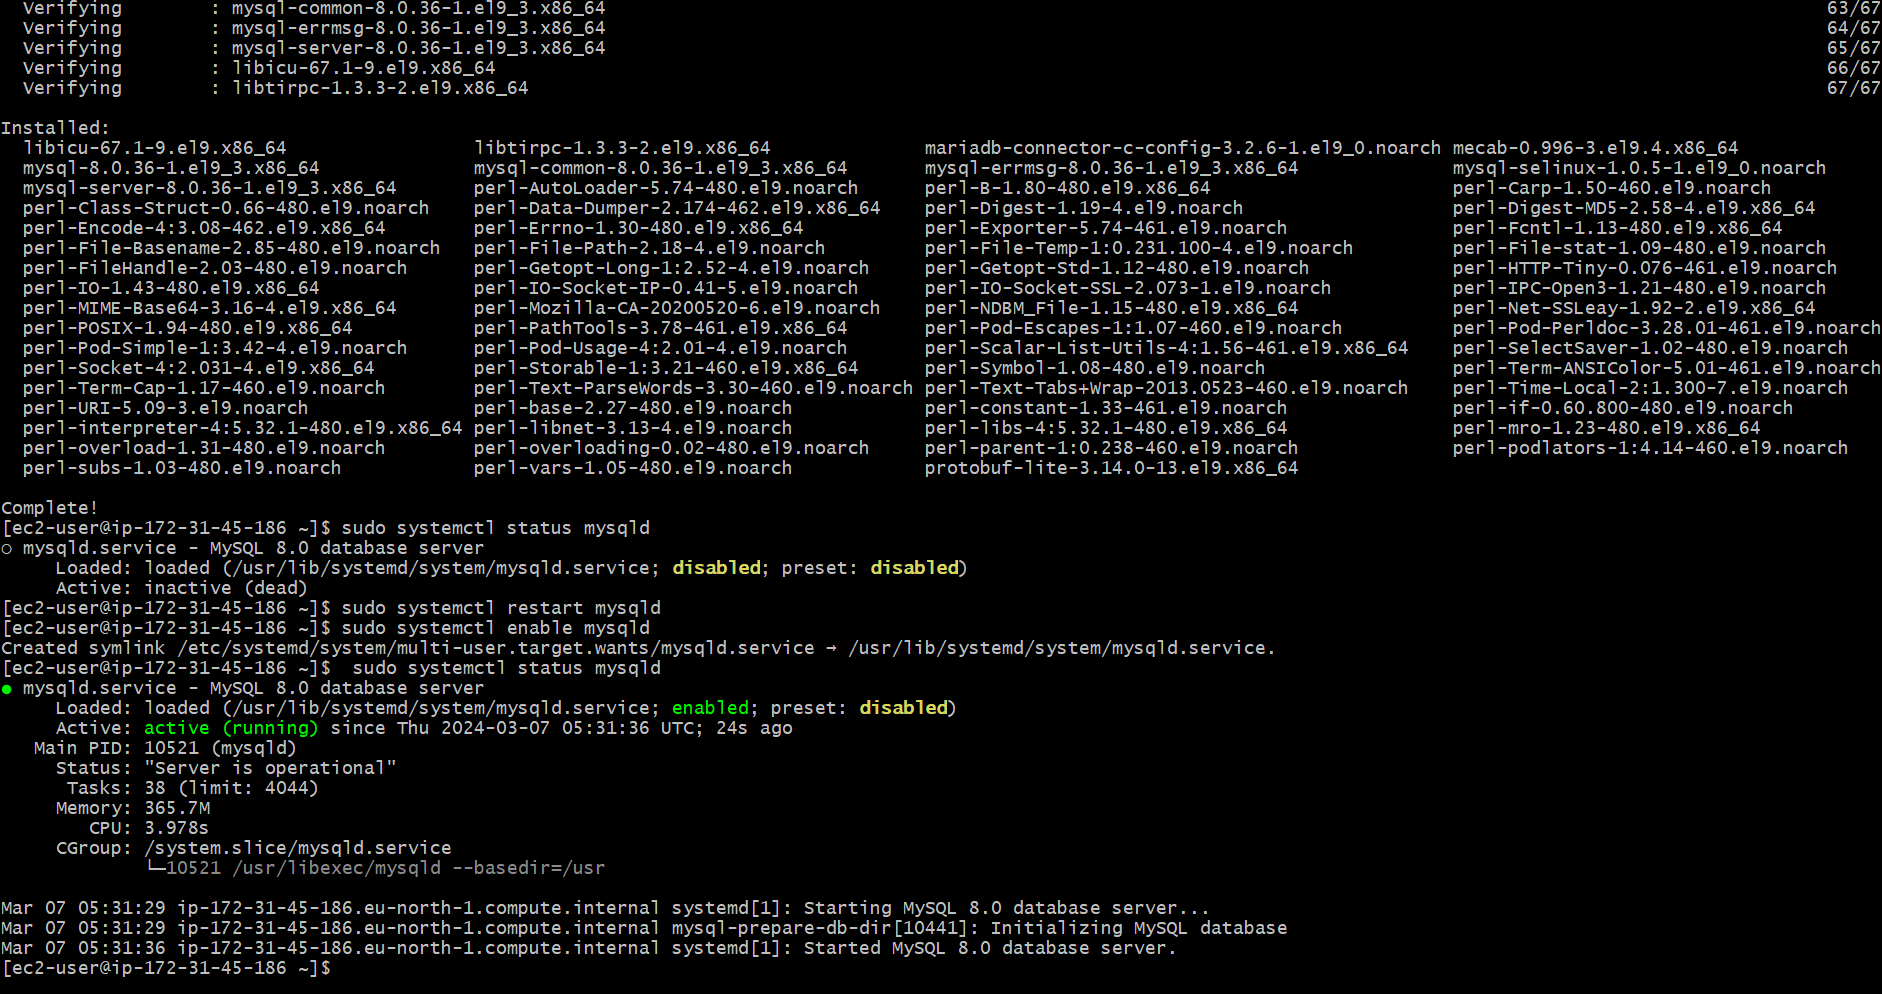 Verifying : mysql-common-8.0.36-1.el9_3.x86_64 63/67
Verifying : mysql-errmsg-8.0.36-1.el9_3.x86_64 64/67
Verifying : mysql-server-8.0.36-1.el9_3.x86_64 65/67
Verifying : libicu-67.1-9.el9.x86_64 66/67
Verifying : libtirpc-1.3.3-2.el9.x86_64 67/67
Installed:
libicu-67.1-9.el9.x86_64 libtirpc-1.3.3-2.el9.x86_64 mariadb-connector-c-config-3.2.6-1.el9_0.noarch mecab-0.996-3.el9.4.x86_64
mysql-8.0.36-1.el9_3.x86_64 mysql-common-8.0.36-1.el9_3.x86_64 mysql-errmsg-8.0.36-1.el9_3.x86_64 mysql-selinux-1.0.5-1.el9_0.noarch
mysql-server-8.0.36-1.el9_3.x86_64 perl-AutoLoader-5.74-480.el9.noarch perl-B-1.80-480.el9.x86_64 perl-Carp-1.50-460.el9.noarch
perl-Class-Struct-0.66-480.el9.noarch perl-Data-Dumper-2.174-462.el9.x86_64 perl-Digest-1.19-4.el9.noarch perl-Digest-MD5-2.58-4.el9.x86_64
perl-Encode-4:3.08-462.el9.x86_64 perl-Errno-1.30-480.el9.x86_64 perl-Exporter-5.74-461.el9.noarch perl-Fcntl-1.13-480.el9.x86_64
perl-File-Basename-2.85-480.el9.noarch perl-File-Path-2.18-4.el9.noarch perl-File-Temp-1:0.231.100-4.el9.noarch perl-File-stat-1.09-480.el9.noarch
perl-FileHandle-2.03-480.el9.noarch perl-Getopt-Long-1:2.52-4.el9.noarch perl-Getopt-Std-1.12-480.el9.noarch perl-HTTP-Tiny-0.076-461.el9.noarch
perl-IO-1.43-480.el9.x86_64 perl-IO-Socket-IP-0.41-5.el9.noarch perl-IO-Socket-SSL-2.073-1.el9.noarch perl-IPC-Open3-1.21-480.el9.noarch
perl-MIME-Base64-3.16-4.el9.x86_64 perl-Mozilla-CA-20200520-6.el9.noarch perl-NDBM_File-1.15-480.el9.x86_64 perl-Net-SSLeay-1.92-2.el9.x86_64
perl-POSIX-1.94-480.el9.x86_64 perl-PathTools-3.78-461.el9.x86_64 perl-Pod-Escapes-1:1.07-460.el9.noarch perl-Pod-Perldoc-3.28.01-461.el9.noarch
perl-Pod-Simple-1:3.42-4.el9.noarch perl-Pod-Usage-4:2.01-4.el9.noarch perl-Scalar-List-Utils-4:1.56-461.el9.x86_64 perl-SelectSaver-1.02-480.el9.noarch
perl-Socket-4:2.031-4.el9.x86_64 perl-Storable-1:3.21-460.el9.x86_64 perl-Symbol-1.08-480.el9.noarch perl-Term-ANSIColor-5.01-461.el9.noarch
perl-Term-Cap-1.17-460.el9.noarch perl-Text-ParseWords-3.30-460.el9.noarch perl-Text-Tabs+Wrap-2013.0523-460.el9.noarch perl-Time-Local-2:1.300-7.el9.noarch
perl-URI-5.09-3.el9.noarch perl-base-2.27-480.el9.noarch perl-constant-1.33-461.el9.noarch perl-if-0.60.800-480.el9.noarch
perl-interpreter-4:5.32.1-480.el9.x86_64 perl-libnet-3.13-4.el9.noarch perl-libs-4:5.32.1-480.el9.x86_64 perl-mro-1.23-480.el9.x86_64
perl-overload-1.31-480.el9.noarch perl-overloading-0.02-480.el9.noarch perl-parent-1:0.238-460.el9.noarch perl-podlators-1:4.14-460.el9.noarch
perl-subs-1.03-480.el9.noarch perl-vars-1.05-480.el9.noarch protobuf-lite-3.14.0-13.el9.x86_64
Complete!
[ec2-user@ip-172-31-45-186 ~]$ sudo systemctl status mysqld
○ mysqld.service - MySQL 8.0 database server
Loaded: loaded (/usr/lib/systemd/system/mysqld.service; disabled; preset: disabled)
Active: inactive (dead)
[ec2-user@ip-172-31-45-186 ~]$ sudo systemctl restart mysqld
[ec2-user@ip-172-31-45-186 ~]$ sudo systemctl enable mysqld
Created symlink /etc/systemd/system/multi-user.target.wants/mysqld.service → /usr/lib/systemd/system/mysqld.service.
[ec2-user@ip-172-31-45-186 ~]$  sudo systemctl status mysqld
● mysqld.service - MySQL 8.0 database server
Loaded: loaded (/usr/lib/systemd/system/mysqld.service; enabled; preset: disabled)
Active: active (running) since Thu 2024-03-07 05:31:36 UTC; 24s ago
Main PID: 10521 (mysqld)
Status: "Server is operational"
Tasks: 38 (limit: 4044)
Memory: 365.7M
CPU: 3.978s
CGroup: /system.slice/mysqld.service
└─10521 /usr/libexec/mysqld --basedir=/usr
Mar 07 05:31:29 ip-172-31-45-186.eu-north-1.compute.internal systemd[1]: Starting MySQL 8.0 database server...
Mar 07 05:31:29 ip-172-31-45-186.eu-north-1.compute.internal mysql-prepare-db-dir[10441]: Initializing MySQL database
Mar 07 05:31:36 ip-172-31-45-186.eu-north-1.compute.internal systemd[1]: Started MySQL 8.0 database server.
[ec2-user@ip-172-31-45-186 ~]$